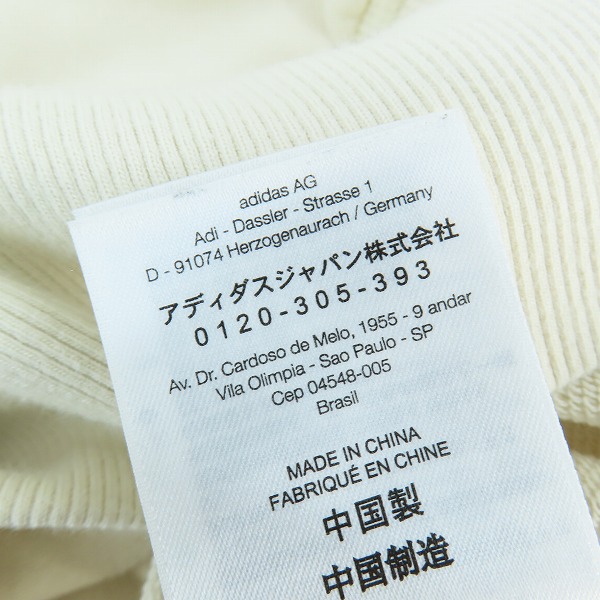 adidas AG
Adi - Dassler - Strasse 1
D - 91074 Herzogenaurach / Germany
アディダスジャパン株式会社
0120-305-393
Av. Dr. Cardoso de Melo, 1955 - 9 andar
Vila Olimpia - Sao Paulo - SP
Cep 04548-005
Brasil
MADE IN CHINA
FABRIQUÉ EN CHINE
中国製
中国制造